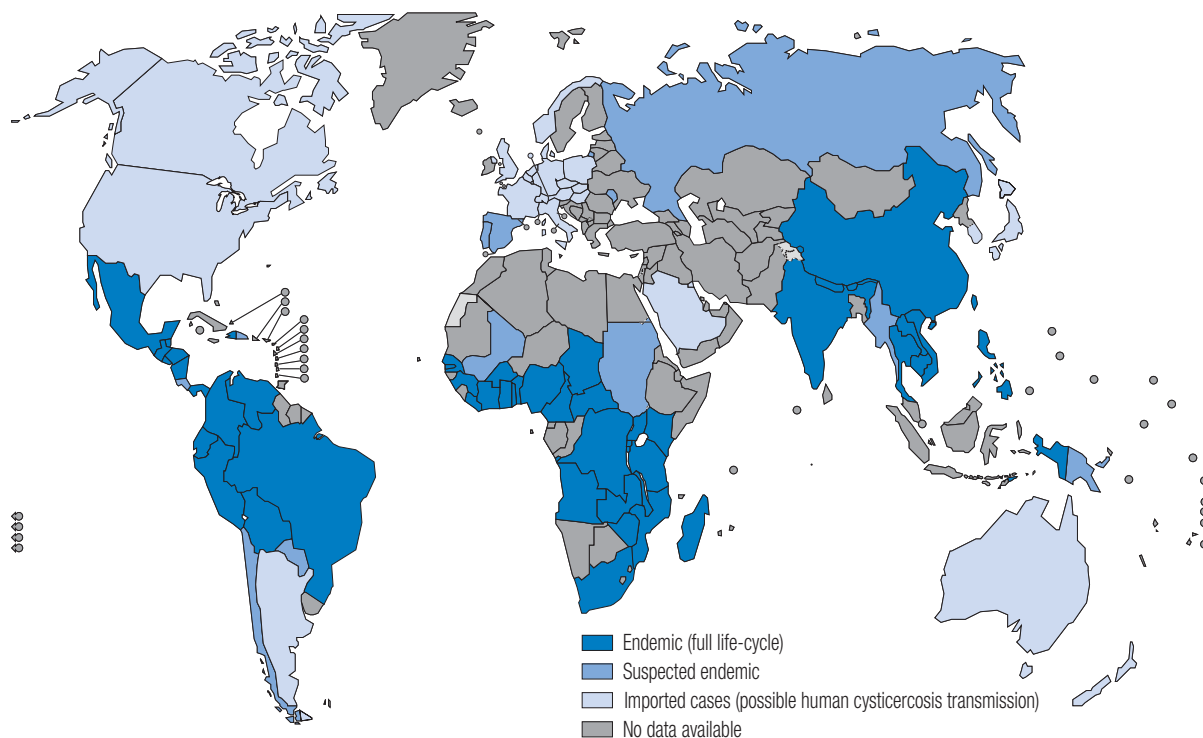 Endemic (full life-cycle)
Suspected endemic
Imported cases (possible human cysticercosis transmission)
No data available